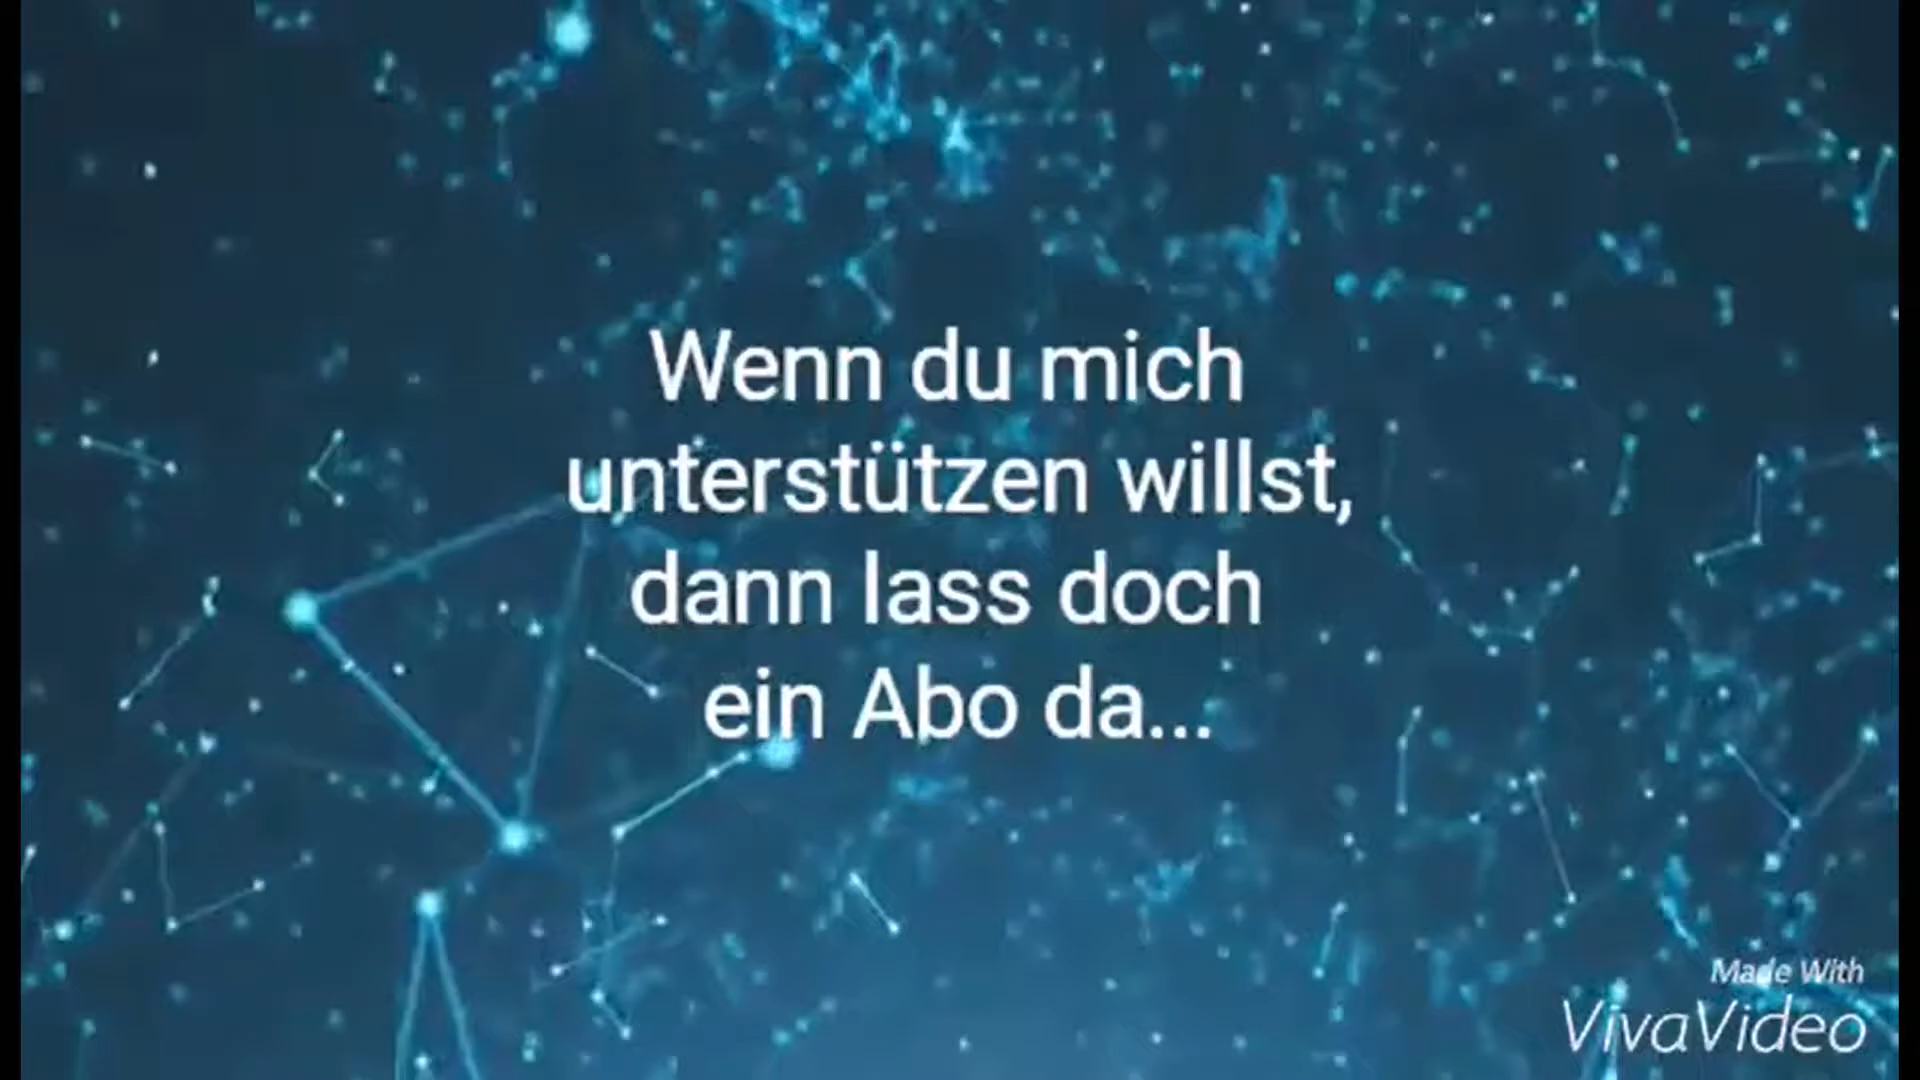 Wenn du mich
unterstützen willst,
dann lass doch
ein Abo da...
Made With
VivaVideo